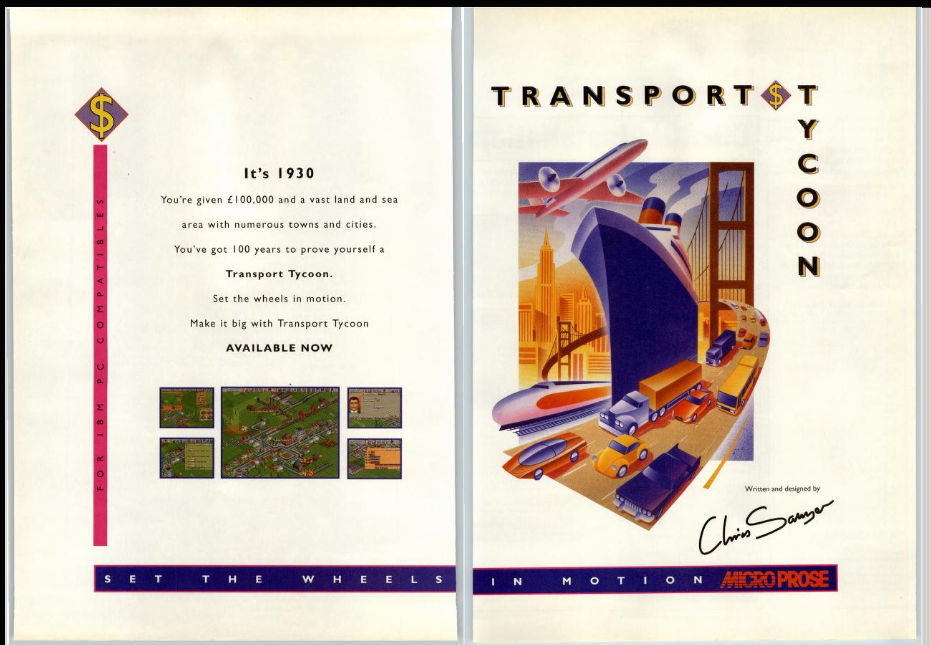 $
FOR IBM PC COMPATIBLES
It's 1930
You're given £100,000 and a vast land and sea
area with numerous towns and cities.
You've got 100 years to prove yourself a
Transport Tycoon.
Set the wheels in motion.
Make it big with Transport Tycoon
AVAILABLE NOW
SET THE WHEELS
TRANSPORT $ TYCOON
Written and designed by
Chris Sawyer
IN MOTION MICROPROSE